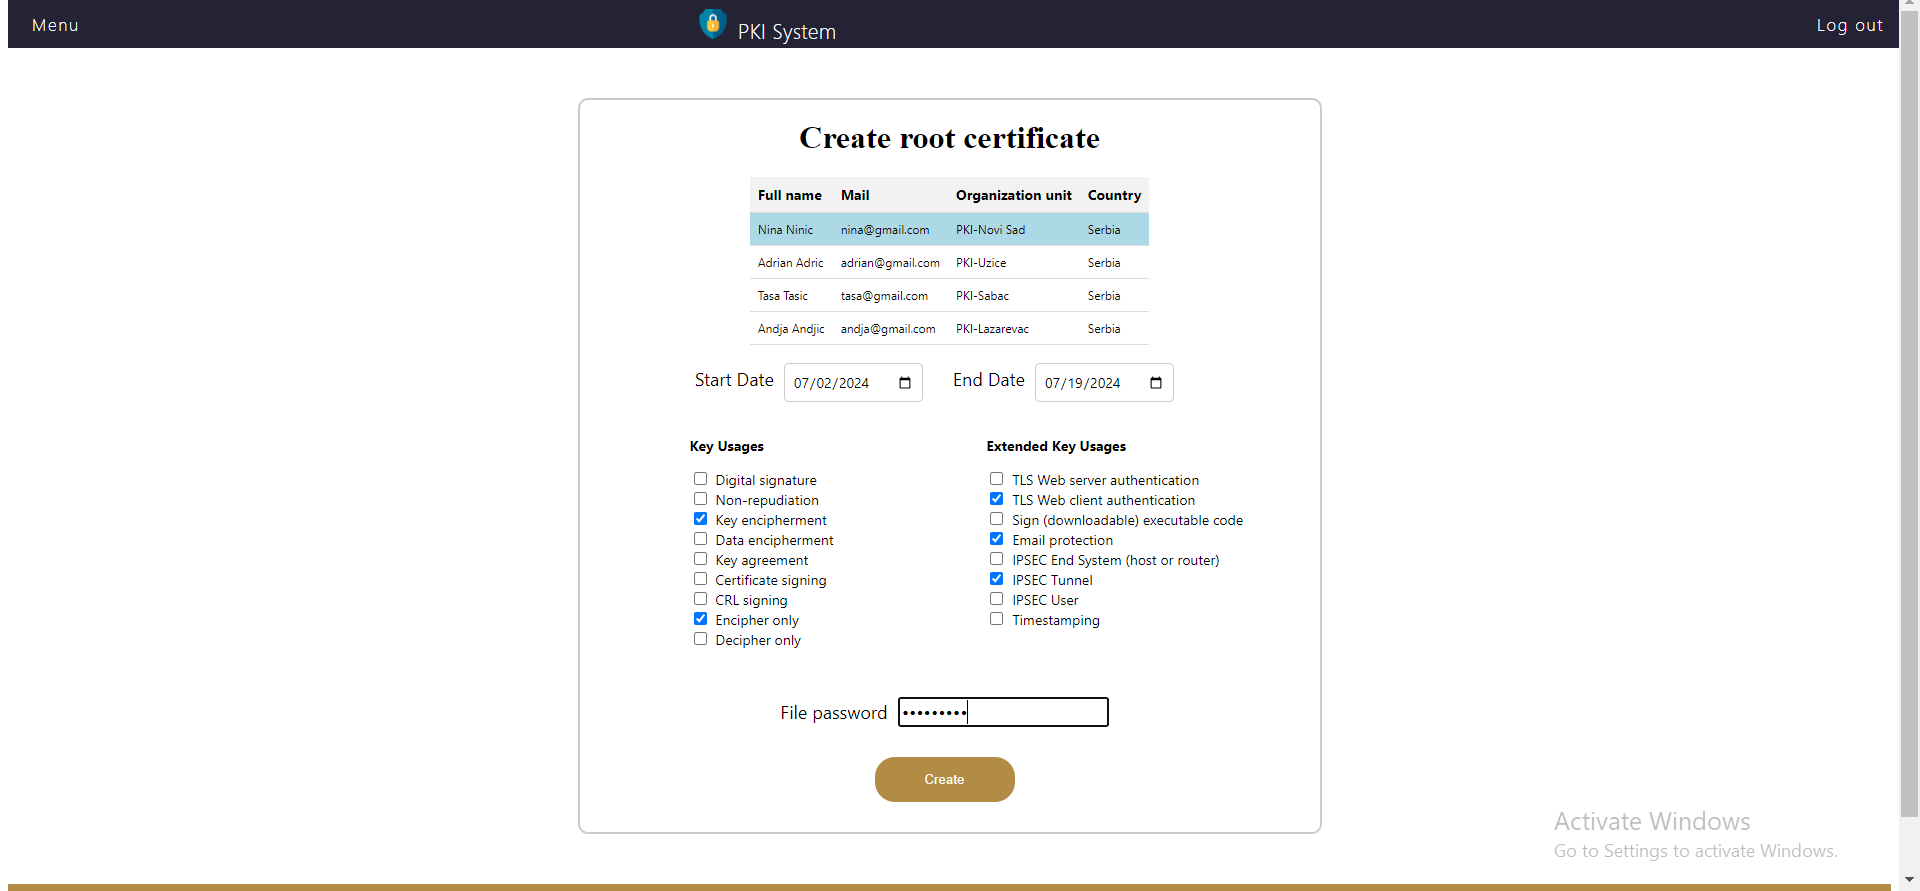 Menu PKI System Log out
Create root certificate
Full name Mail Organization unit Country
Nina Ninic nina@gmail.com PKI-Novi Sad Serbia
Adrian Adric adrian@gmail.com PKI-Uzice Serbia
Tasa Tasic tasa@gmail.com PKI-Sabac Serbia
Andja Andjic andja@gmail.com PKI-Lazarevac Serbia
Start Date 07/02/2024 End Date 07/19/2024
Key Usages
Digital signature
Non-repudiation
Key encipherment
Data encipherment
Key agreement
Certificate signing
CRL signing
Encipher only
Decipher only
Extended Key Usages
TLS Web server authentication
TLS Web client authentication
Sign (downloadable) executable code
Email protection
IPSEC End System (host or router)
IPSEC Tunnel
IPSEC User
Timestamping
File password •••••••••
Create
Activate Windows
Go to Settings to activate Windows.